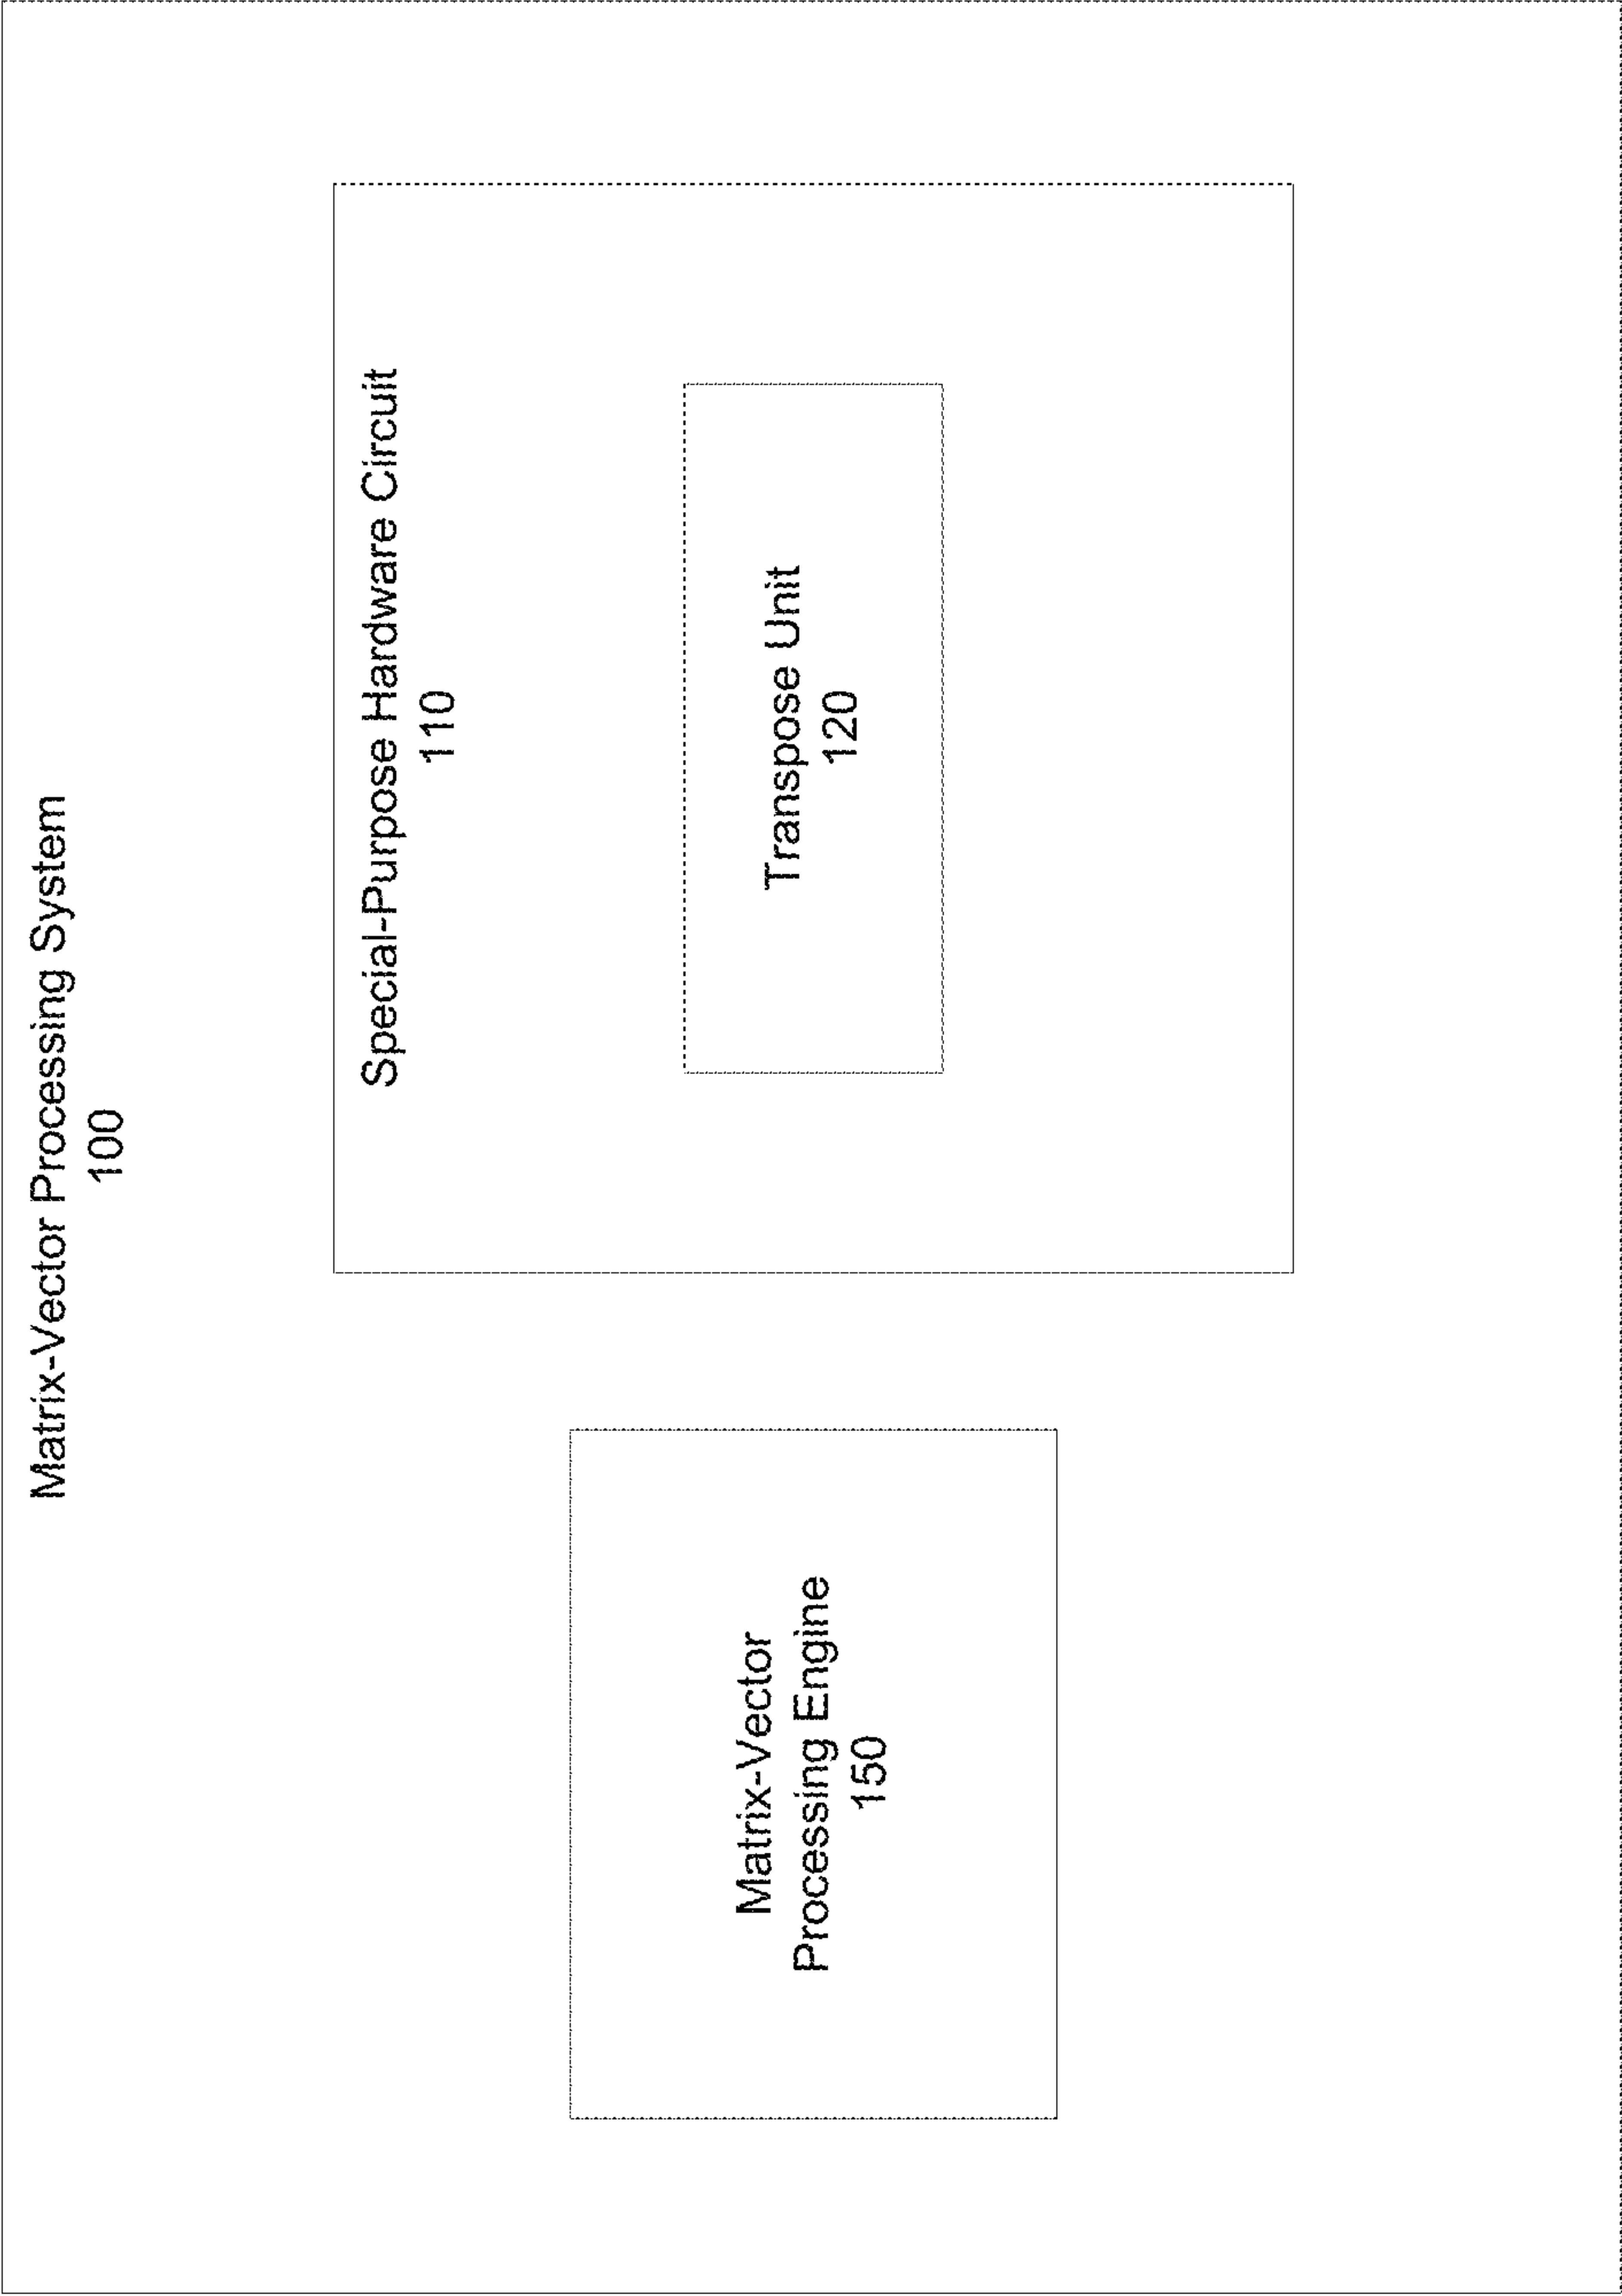 Matrix-Vector Processing System
100
Matrix-Vector
Processing Engine
150
Special-Purpose Hardware Circuit
110
Transpose Unit
120